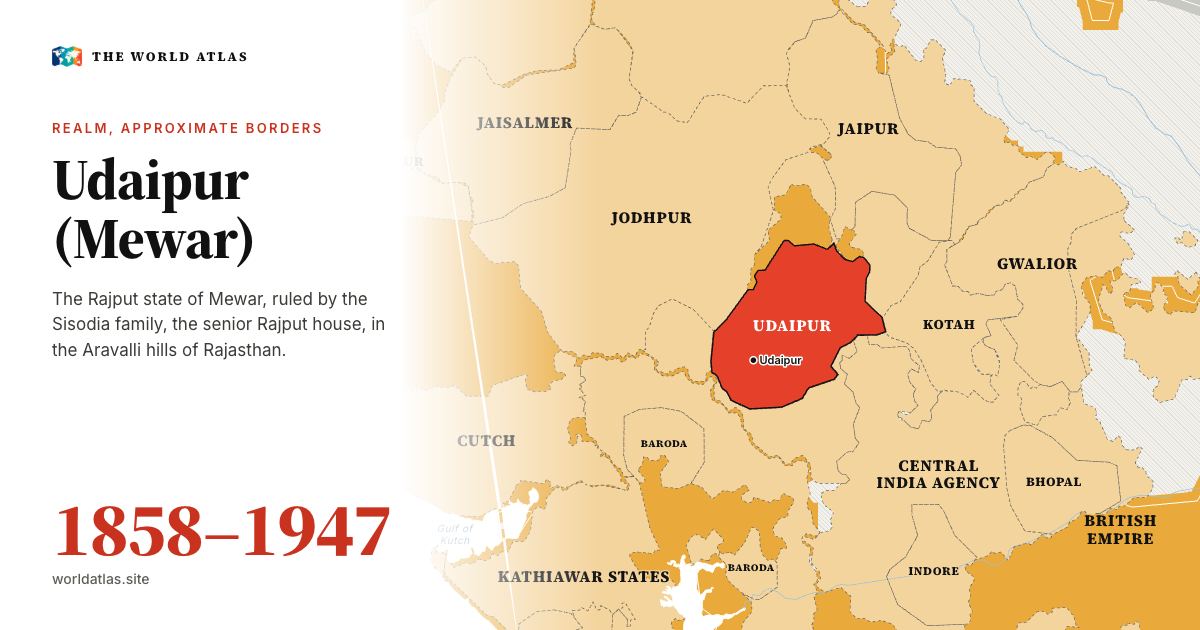 THE WORLD ATLAS
REALM, APPROXIMATE BORDERS
Udaipur
(Mewar)
The Rajput state of Mewar, ruled by the
Sisodia family, the senior Rajput house, in
the Aravalli hills of Rajasthan.
1858–1947
worldatlas.site
JAISALMER
JAIPUR
UR
JODHPUR
GWALIOR
UDAIPUR
KOTAH
Udaipur
CUTCH
BARODA
CENTRAL
INDIA AGENCY
BHOPAL
Gulf of
Kutch
BRITISH
EMPIRE
KATHIAWAR STATES
BARODA
INDORE